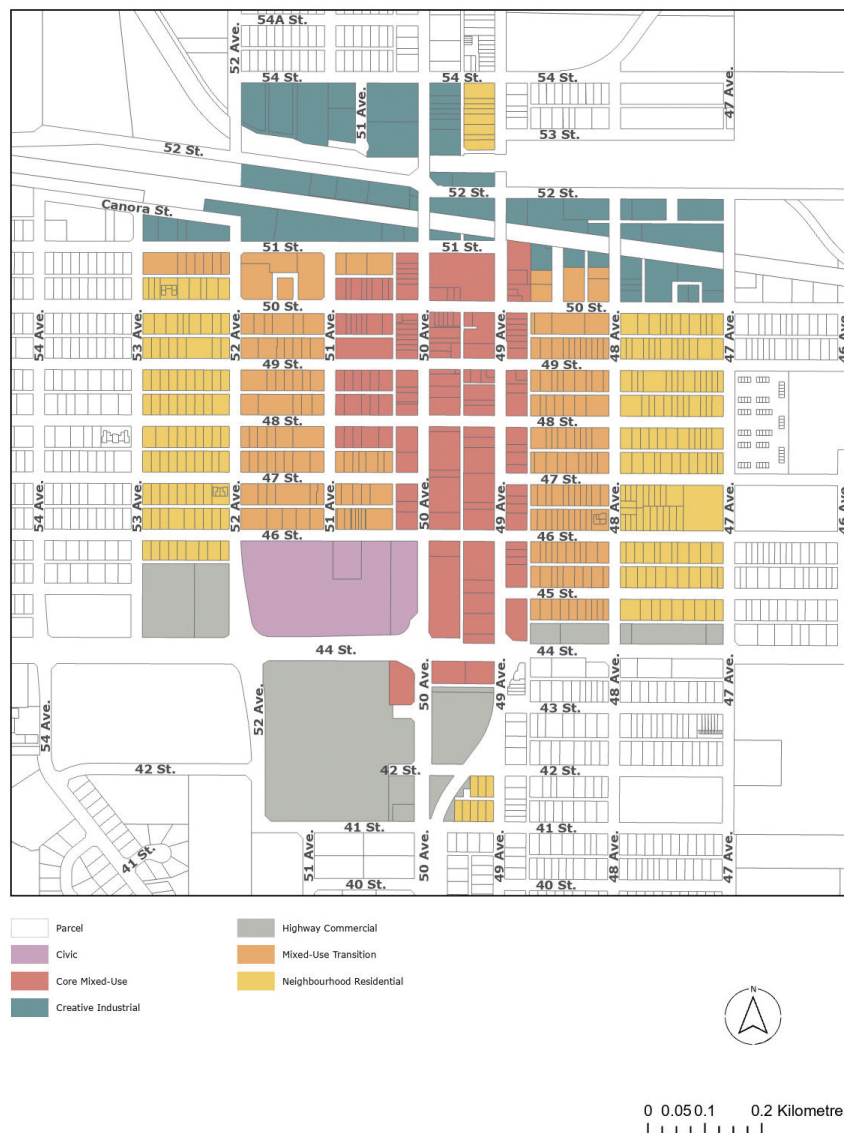 54A St.
52 Ave.
54 St.
54 St.
54 St.
51 Ave.
47 Ave.
53 St.
52 St.
52 St.
52 St.
Canora St.
51 St.
51 St.
50 St.
50 St.
54 Ave.
53 Ave.
52 Ave.
51 Ave.
50 Ave.
49 Ave.
48 Ave.
47 Ave.
46 Ave.
49 St.
49 St.
48 St.
48 St.
47 St.
47 St.
54 Ave.
53 Ave.
52 Ave.
51 Ave.
50 Ave.
49 Ave.
48 Ave.
47 Ave.
46 Ave.
46 St.
46 St.
45 St.
44 St.
44 St.
54 Ave.
52 Ave.
50 Ave.
49 Ave.
48 Ave.
47 Ave.
43 St.
42 St.
42 St.
42 St.
41 St.
41 St.
41 St.
51 Ave.
50 Ave.
49 Ave.
48 Ave.
47 Ave.
40 St.
40 St.
Parcel
Civic
Core Mixed-Use
Creative Industrial
Highway Commercial
Mixed-Use Transition
Neighbourhood Residential
N
0 0.05 0.1 0.2 Kilometre